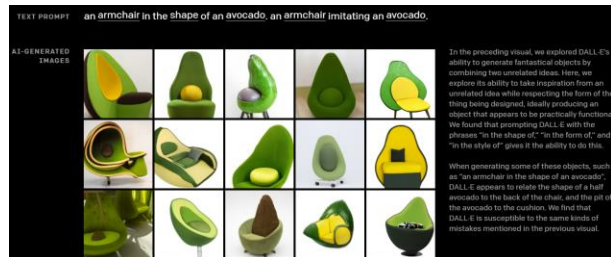 TEXT PROMPT
an armchair in the shape of an avocado. an armchair imitating an avocado.
AI-GENERATED
IMAGES
In the preceding visual, we explored DALL·E's
ability to generate fantastical objects by
combining two unrelated ideas. Here, we
explore its ability to take inspiration from an
unrelated idea while respecting the form of the
thing being designed, ideally producing an
object that appears to be practically functional
We found that prompting DALL·E with the
phrases "in the shape of," "in the form of," and
"in the style of" gives it the ability to do this.
When generating some of these objects, such
as "an armchair in the shape of an avocado",
DALL·E appears to relate the shape of a half
avocado to the back of the chair, and the pit of
the avocado to the cushion. We find that
DALL·E is susceptible to the same kinds of
mistakes mentioned in the previous visual.